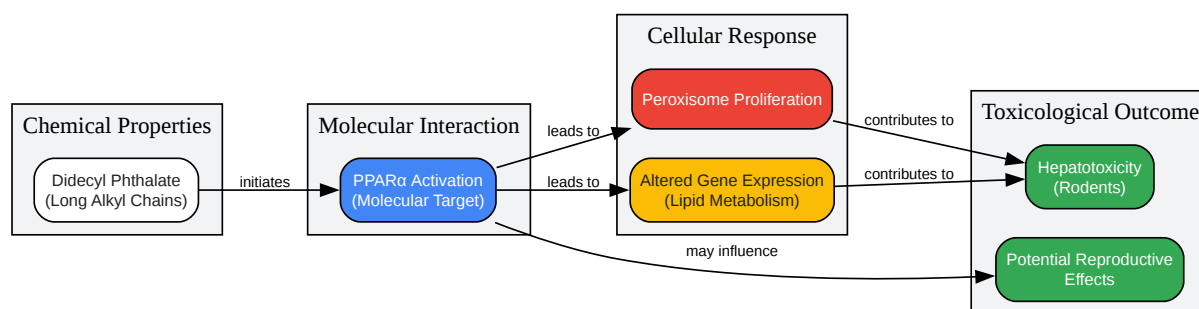 Chemical Properties
Didecyl Phthalate
(Long Alkyl Chains)
initiates
Molecular Interaction
PPARα Activation
(Molecular Target)
leads to
leads to
may influence
Cellular Response
Peroxisome Proliferation
Altered Gene Expression
(Lipid Metabolism)
contributes to
contributes to
Toxicological Outcome
Hepatotoxicity
(Rodents)
Potential Reproductive
Effects